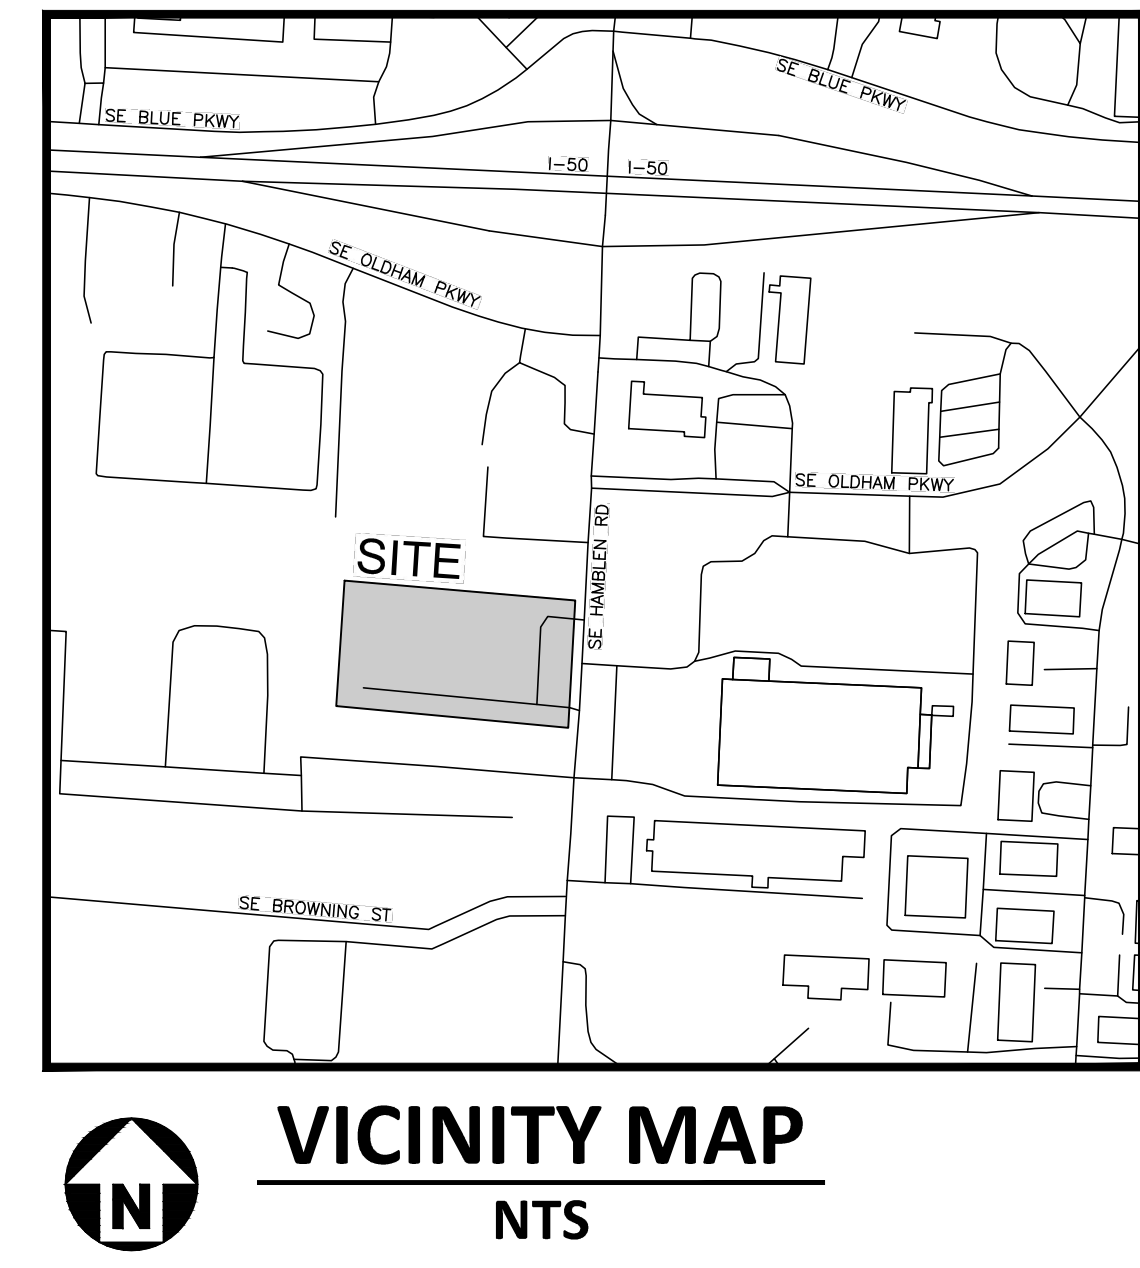 SE BLUE PKWY
SE BLUE PKWY
I-50
I-50
SE OLDHAM PKWY
SE OLDHAM PKWY
SE HAMBLEN RD
SITE
SE BROWNING ST
N
VICINITY MAP
NTS